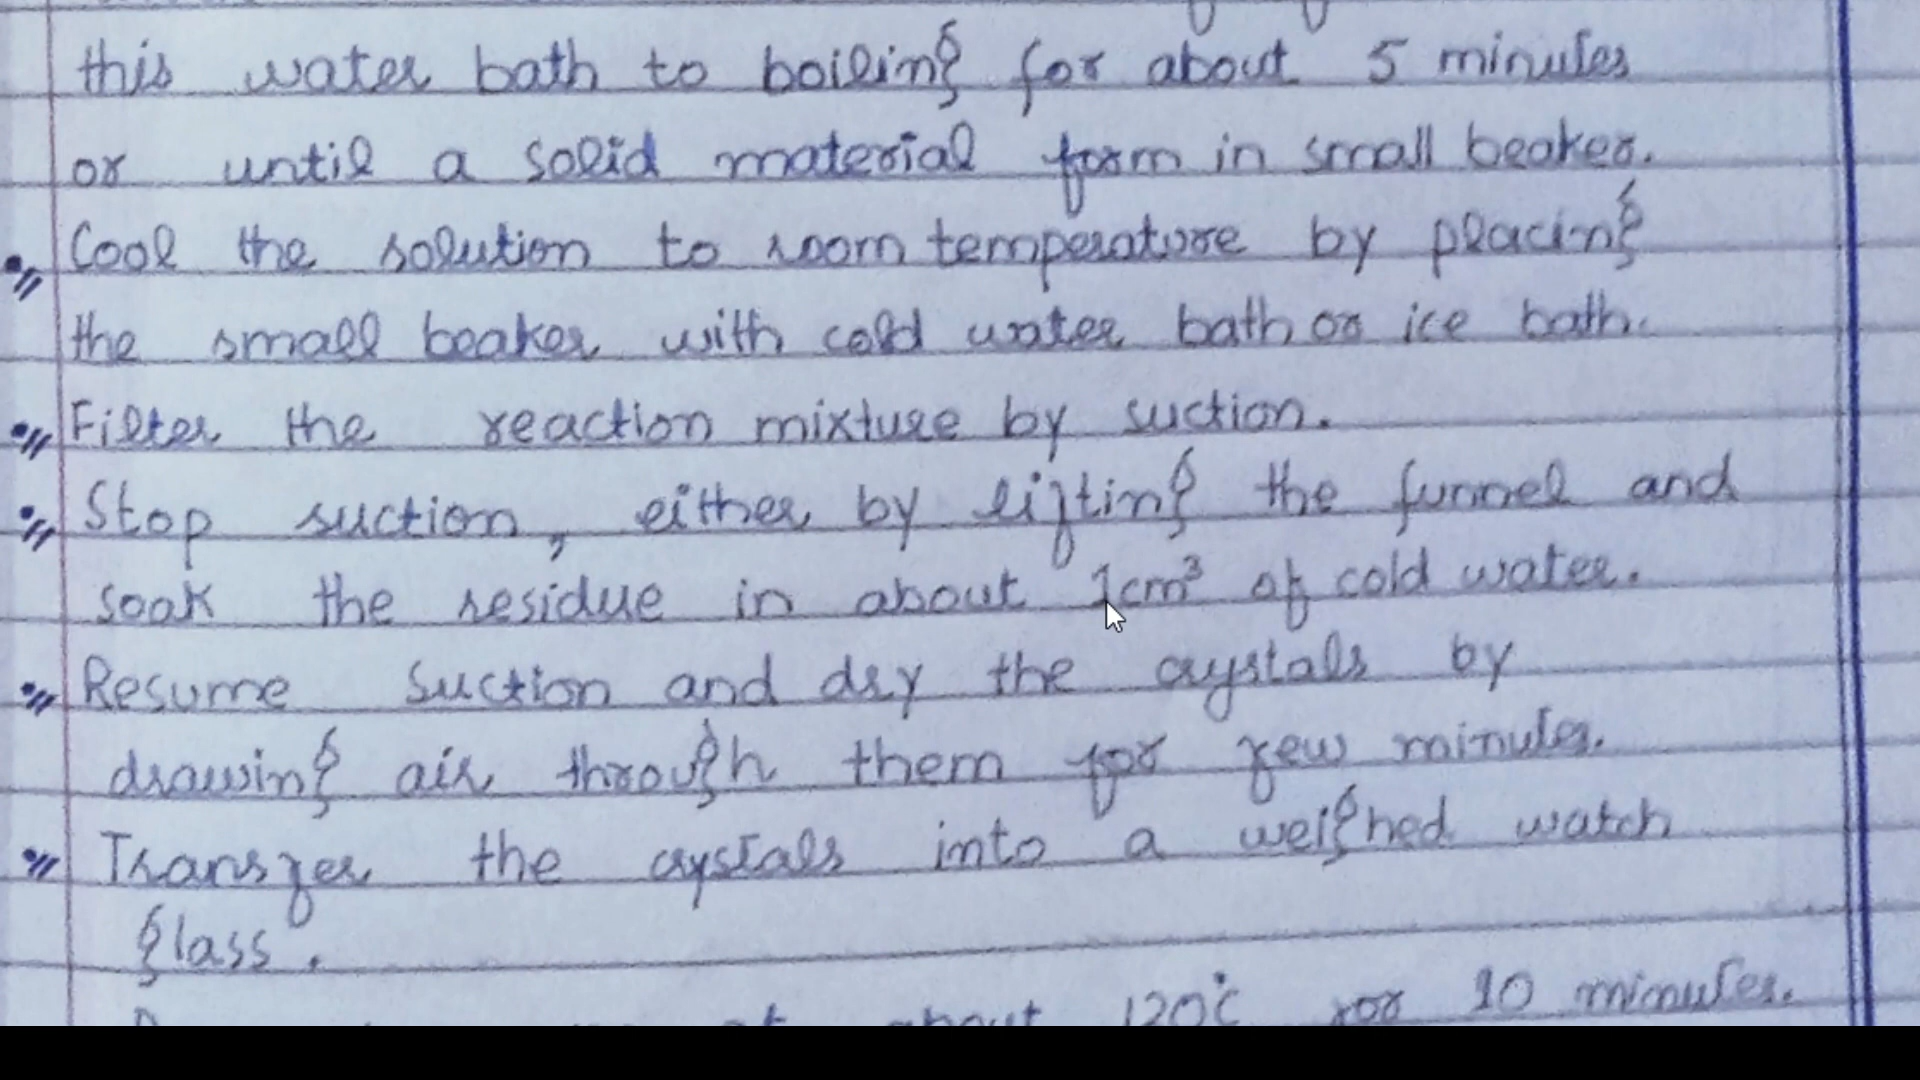 this water bath to boiling for about 5 minutes
or until a solid material form in small beaker.
Cool the solution to room temperature by placing
the small beaker with cold water bath or ice bath.
Filter the reaction mixture by suction.
Stop suction, either by lifting the funnel and
soak the residue in about 1cm³ of cold water.
Resume suction and dry the crystals by
drawing air through them for few minutes.
Transfer the crystals into a weighed watch
glass.
at about 120°C for 10 minutes.